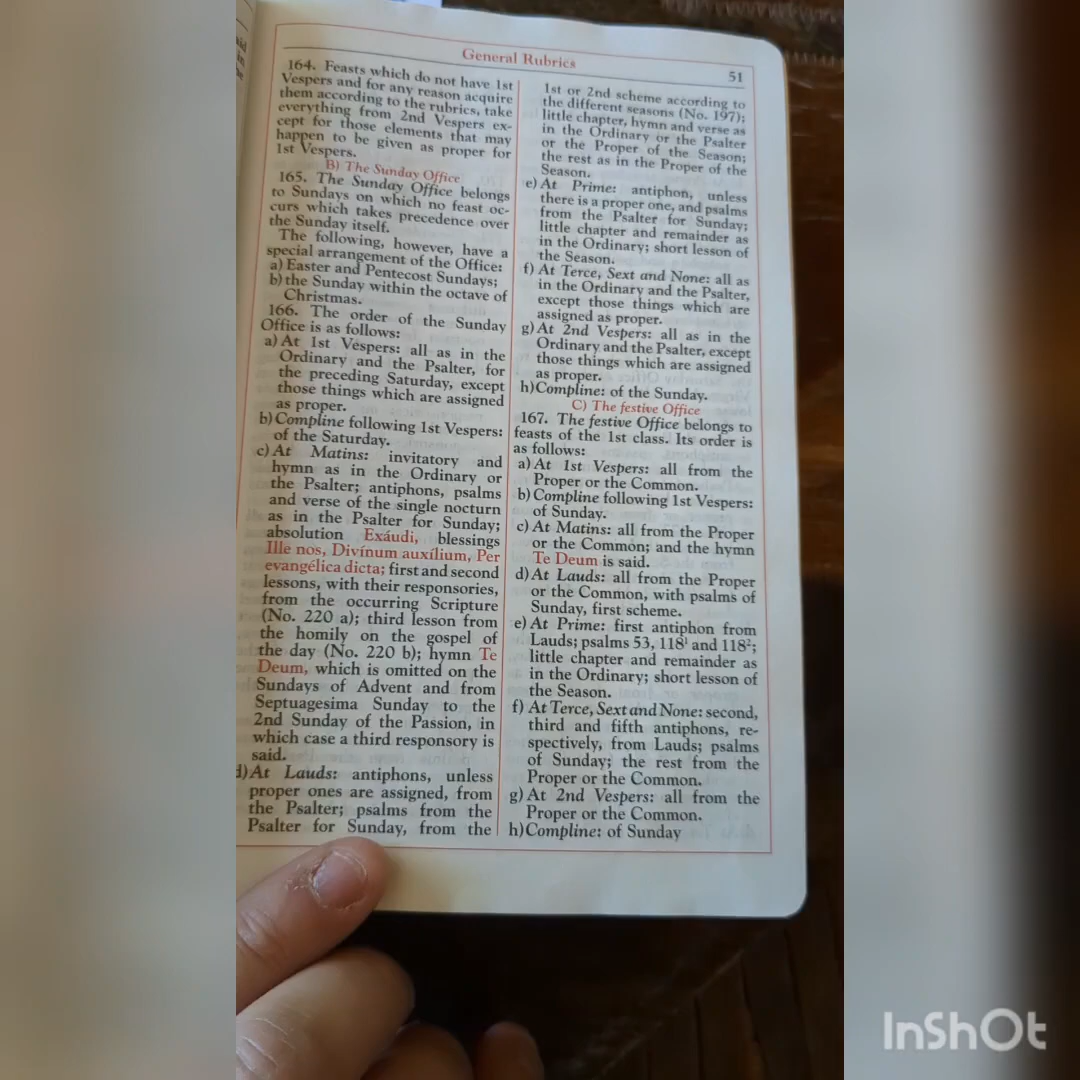 General Rubrics
51
164. Feasts which do not have 1st
Vespers and for any reason acquire
them according to the rubrics, take
everything from 2nd Vespers ex-
cept for those elements that may
happen to be given as proper for
1st Vespers.
B) The Sunday Office
165. The Sunday Office belongs
to Sundays on which no feast oc-
curs which takes precedence over
the Sunday itself.
The following, however, have a
special arrangement of the Office:
a) Easter and Pentecost Sundays;
b) the Sunday within the octave of
Christmas.
166. The order of the Sunday
Office is as follows:
a) At 1st Vespers: all as in the
Ordinary and the Psalter, for
the preceding Saturday, except
those things which are assigned
as proper.
b) Compline following 1st Vespers:
of the Saturday.
c) At Matins: invitatory and
hymn as in the Ordinary or
the Psalter; antiphons, psalms
and verse of the single nocturn
as in the Psalter for Sunday;
absolution Exáudi, blessings
Ille nos, Divínum auxílium, Per
evangélica dicta; first and second
lessons, with their responsories,
from the occurring Scripture
(No. 220 a); third lesson from
the homily on the gospel of
the day (No. 220 b); hymn Te
Deum, which is omitted on the
Sundays of Advent and from
Septuagesima Sunday to the
2nd Sunday of the Passion, in
which case a third responsory is
said.
d) At Lauds: antiphons, unless
proper ones are assigned, from
the Psalter; psalms from the
Psalter for Sunday, from the
1st or 2nd scheme according to
the different seasons (No. 197);
little chapter, hymn and verse as
in the Ordinary or the Psalter
or the Proper of the Season;
the rest as in the Proper of the
Season.
e) At Prime: antiphon, unless
there is a proper one, and psalms
from the Psalter for Sunday;
little chapter and remainder as
in the Ordinary; short lesson of
the Season.
f) At Terce, Sext and None: all as
in the Ordinary and the Psalter,
except those things which are
assigned as proper.
g) At 2nd Vespers: all as in the
Ordinary and the Psalter, except
those things which are assigned
as proper.
h) Compline: of the Sunday.
C) The festive Office
167. The festive Office belongs to
feasts of the 1st class. Its order is
as follows:
a) At 1st Vespers: all from the
Proper or the Common.
b) Compline following 1st Vespers:
of Sunday.
c) At Matins: all from the Proper
or the Common; and the hymn
Te Deum is said.
d) At Lauds: all from the Proper
or the Common, with psalms of
Sunday, first scheme.
e) At Prime: first antiphon from
Lauds; psalms 53, 118¹ and 118²;
little chapter and remainder as
in the Ordinary; short lesson of
the Season.
f) At Terce, Sext and None: second,
third and fifth antiphons, re-
spectively, from Lauds; psalms
of Sunday; the rest from the
Proper or the Common.
g) At 2nd Vespers: all from the
Proper or the Common.
h) Compline: of Sunday
InShOt